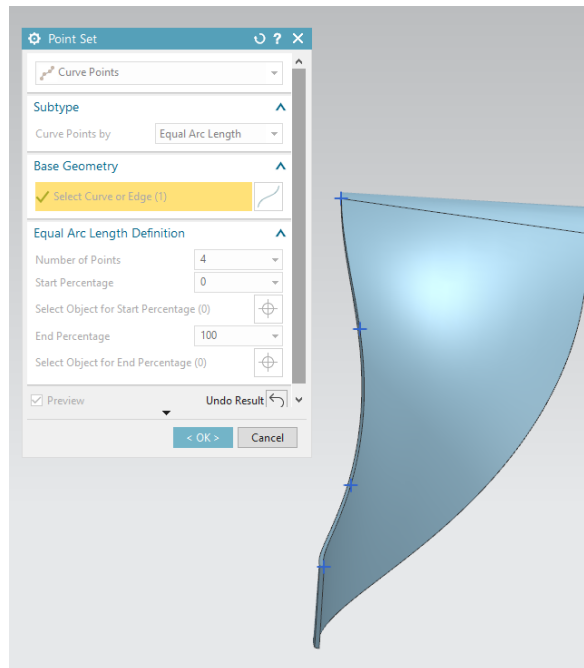 Point Set
Curve Points
Subtype
Curve Points by Equal Arc Length
Base Geometry
Select Curve or Edge (1)
Equal Arc Length Definition
Number of Points 4
Start Percentage 0
Select Object for Start Percentage (0)
End Percentage 100
Select Object for End Percentage (0)
Preview Undo Result
< OK > Cancel